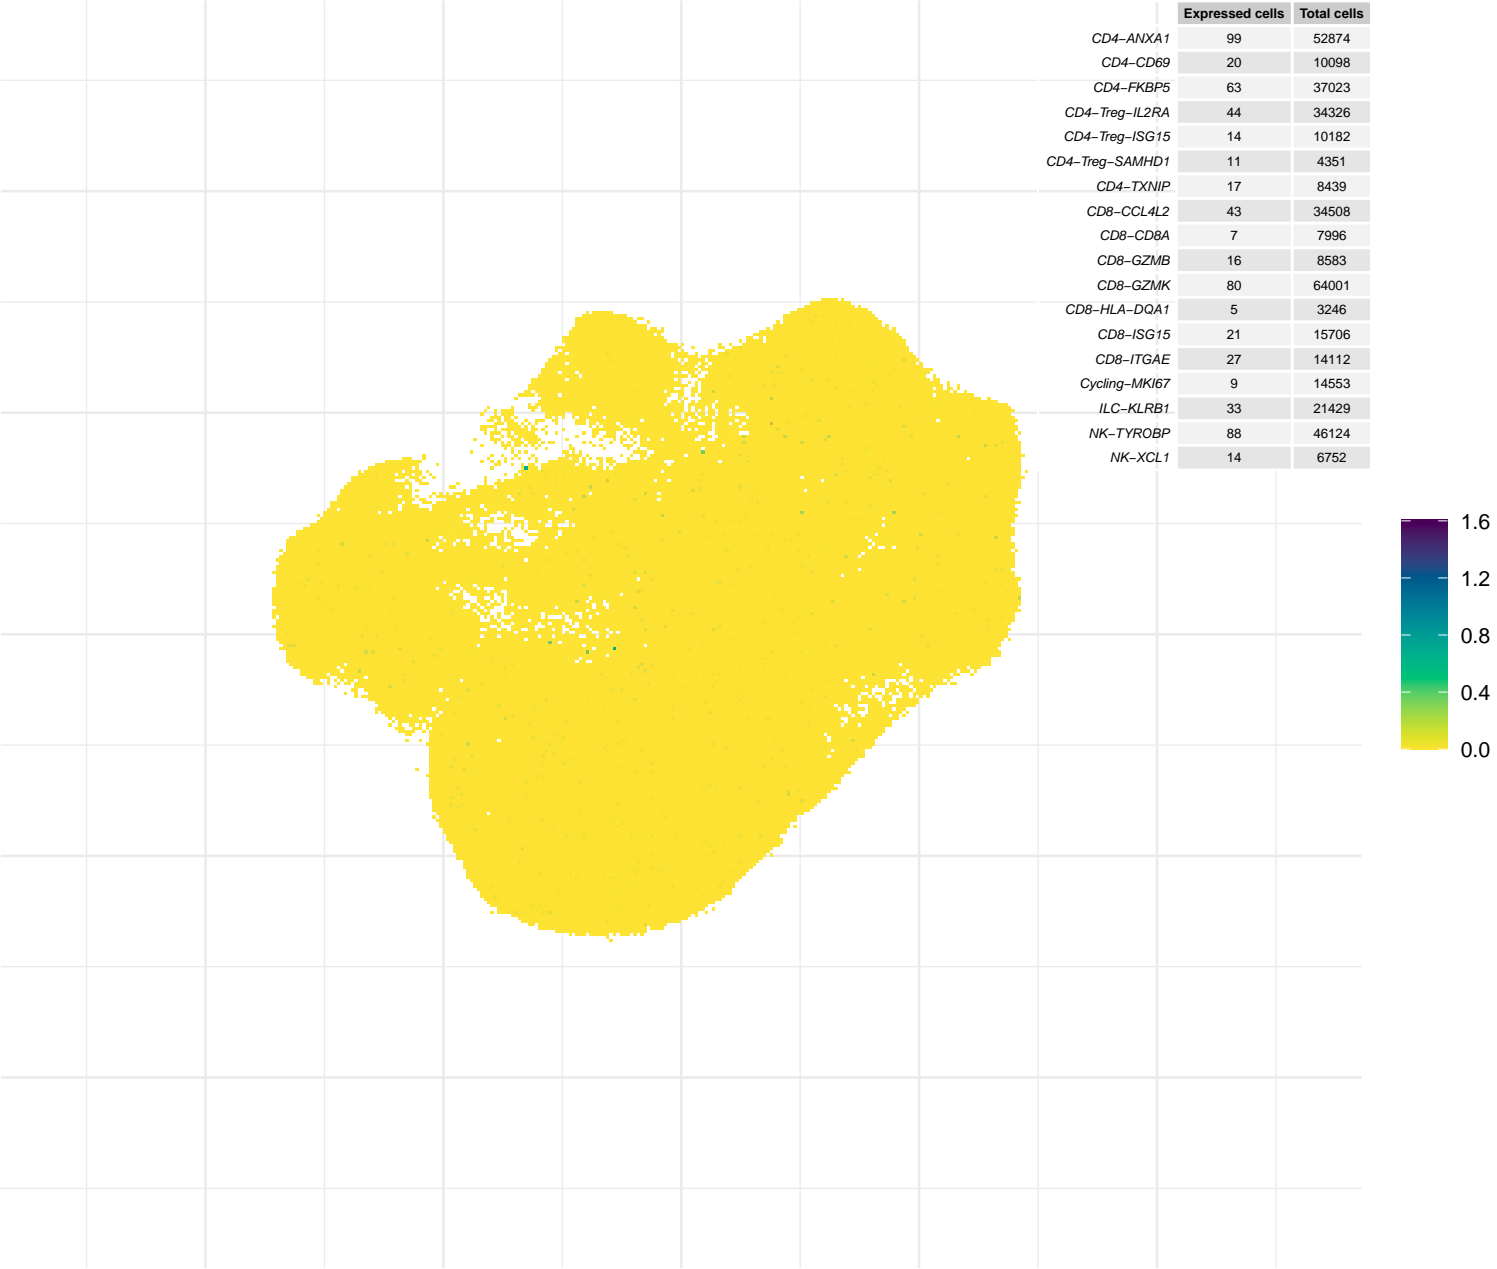 Expressed cells Total cells
CD4−ANXA1 99 52874
CD4−CD69 20 10098
CD4−FKBP5 63 37023
CD4−Treg−IL2RA 44 34326
CD4−Treg−ISG15 14 10182
CD4−Treg−SAMHD1 11 4351
CD4−TXNIP 17 8439
CD8−CCL4L2 43 34508
CD8−CD8A 7 7996
CD8−GZMB 16 8583
CD8−GZMK 80 64001
CD8−HLA−DQA1 5 3246
CD8−ISG15 21 15706
CD8−ITGAE 27 14112
Cycling−MKI67 9 14553
ILC−KLRB1 33 21429
NK−TYROBP 88 46124
NK−XCL1 14 6752
1.6
1.2
0.8
0.4
0.0